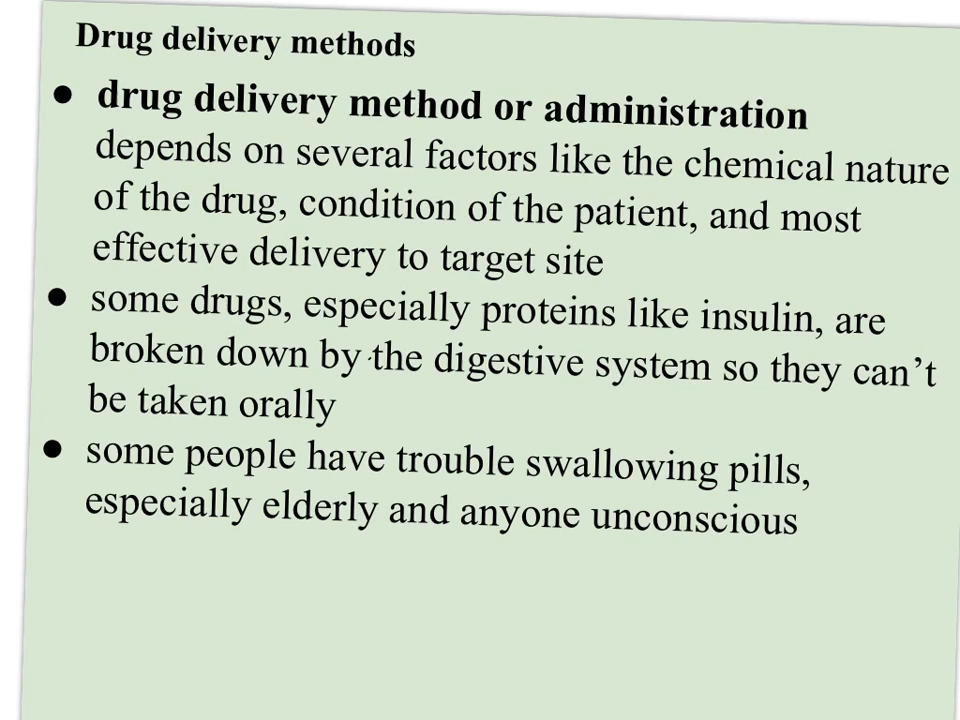 Drug delivery methods
● drug delivery method or administration
depends on several factors like the chemical nature
of the drug, condition of the patient, and most
effective delivery to target site
● some drugs, especially proteins like insulin, are
broken down by the digestive system so they can’t
be taken orally
● some people have trouble swallowing pills,
especially elderly and anyone unconscious